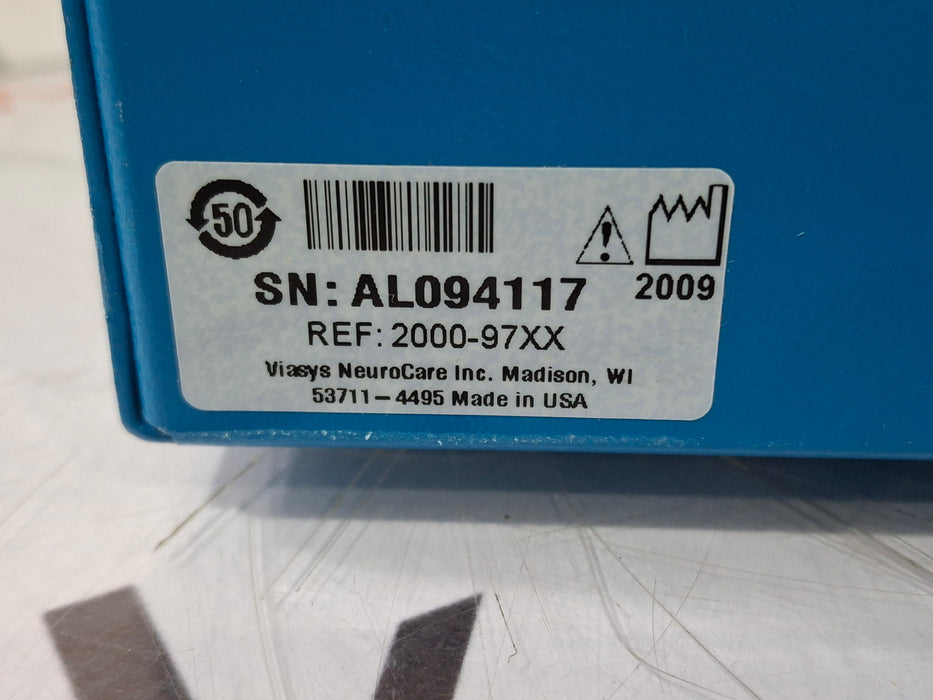 50
SN: AL094117
2009
REF: 2000-97XX
Viasys NeuroCare Inc. Madison, WI
53711-4495 Made in USA